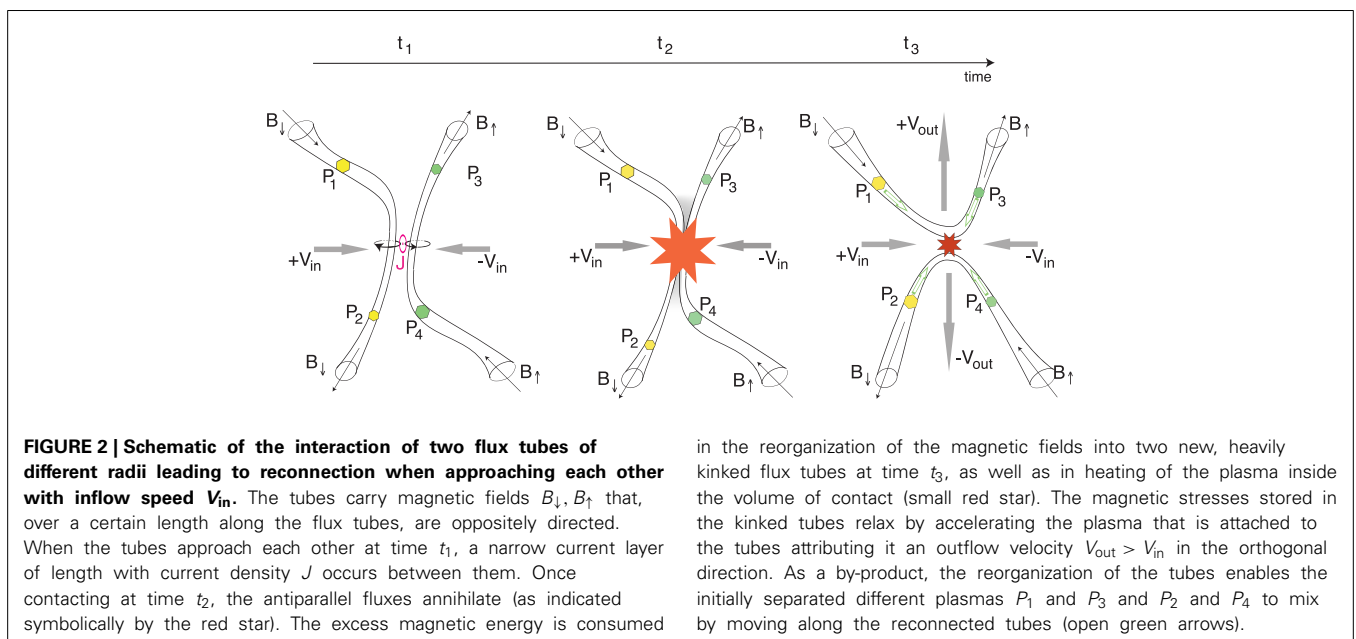 t₁ t₂ t₃
time
B↓ B↑ B↓ B↑ B↓ +Vout B↑
P₁ P₃ P₁ P₃ P₁ P₃
+Vin J -Vin +Vin -Vin +Vin -Vin
P₂ P₄ P₂ P₄ P₂ P₄
B↓ B↑ B↓ B↑ B↓ -Vout B↑
FIGURE 2 | Schematic of the interaction of two flux tubes of
different radii leading to reconnection when approaching each other
with inflow speed Vin. The tubes carry magnetic fields B↓, B↑ that,
over a certain length along the flux tubes, are oppositely directed.
When the tubes approach each other at time t₁, a narrow current layer
of length with current density J occurs between them. Once
contacting at time t₂, the antiparallel fluxes annihilate (as indicated
symbolically by the red star). The excess magnetic energy is consumed
in the reorganization of the magnetic fields into two new, heavily
kinked flux tubes at time t₃, as well as in heating of the plasma inside
the volume of contact (small red star). The magnetic stresses stored in
the kinked tubes relax by accelerating the plasma that is attached to
the tubes attributing it an outflow velocity Vout > Vin in the orthogonal
direction. As a by-product, the reorganization of the tubes enables the
initially separated different plasmas P₁ and P₃ and P₂ and P₄ to mix
by moving along the reconnected tubes (open green arrows).